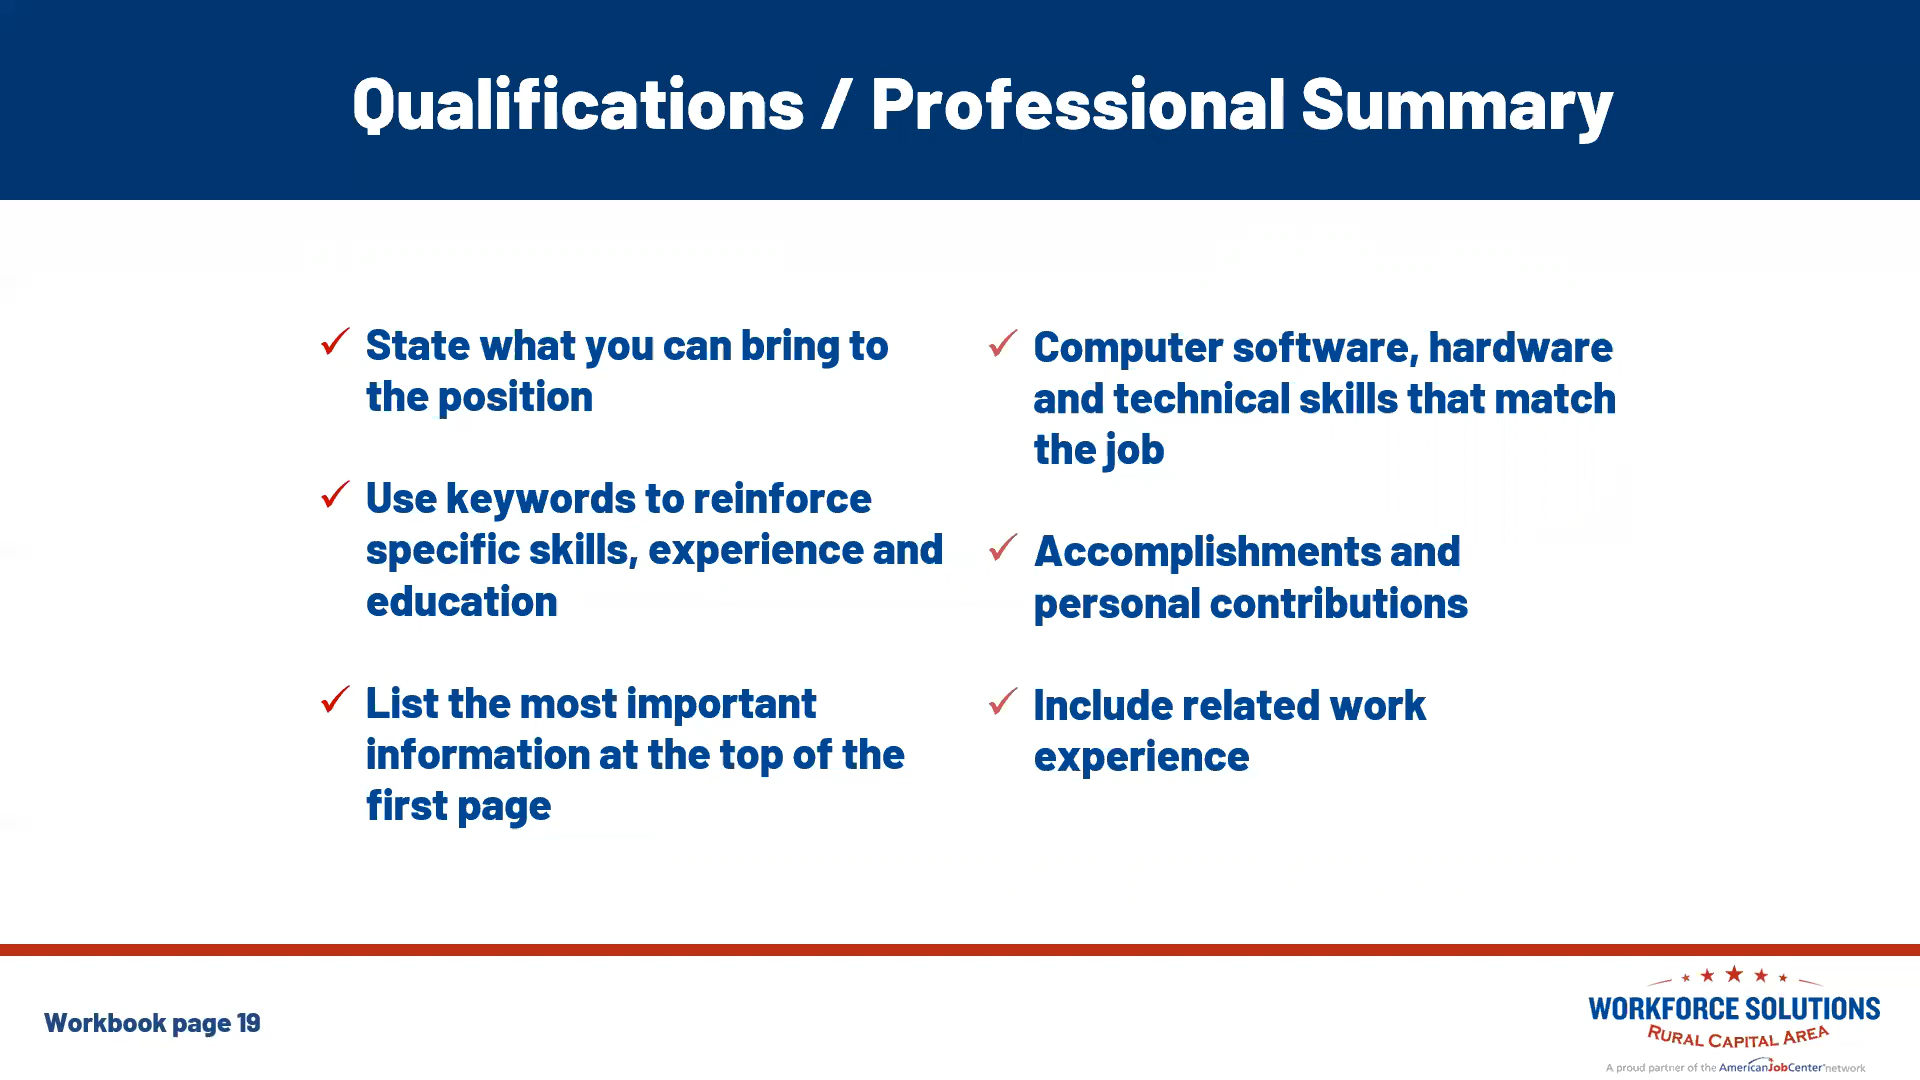 Qualifications / Professional Summary
State what you can bring to
the position
Use keywords to reinforce
specific skills, experience and
education
List the most important
information at the top of the
first page
Computer software, hardware
and technical skills that match
the job
Accomplishments and
personal contributions
Include related work
experience
Workbook page 19
WORKFORCE SOLUTIONS
RURAL CAPITAL AREA
A proud partner of the AmericanJobCenter® network